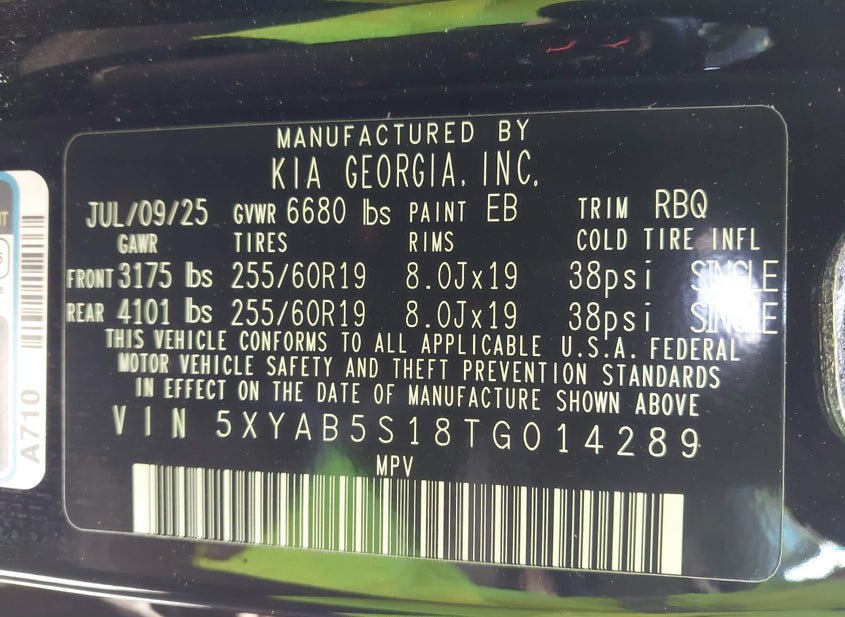 MANUFACTURED BY
KIA GEORGIA, INC.
JUL/09/25 GVWR 6680 lbs PAINT EB TRIM RBQ
GAWR TIRES RIMS COLD TIRE INFL
FRONT 3175 lbs 255/60R19 8.0Jx19 38psi SINGLE
REAR 4101 lbs 255/60R19 8.0Jx19 38psi SINGLE
THIS VEHICLE CONFORMS TO ALL APPLICABLE U.S.A. FEDERAL
MOTOR VEHICLE SAFETY AND THEFT PREVENTION STANDARDS
IN EFFECT ON THE DATE OF MANUFACTURE SHOWN ABOVE
VIN 5XYAB5S18TG014289
MPV
A710